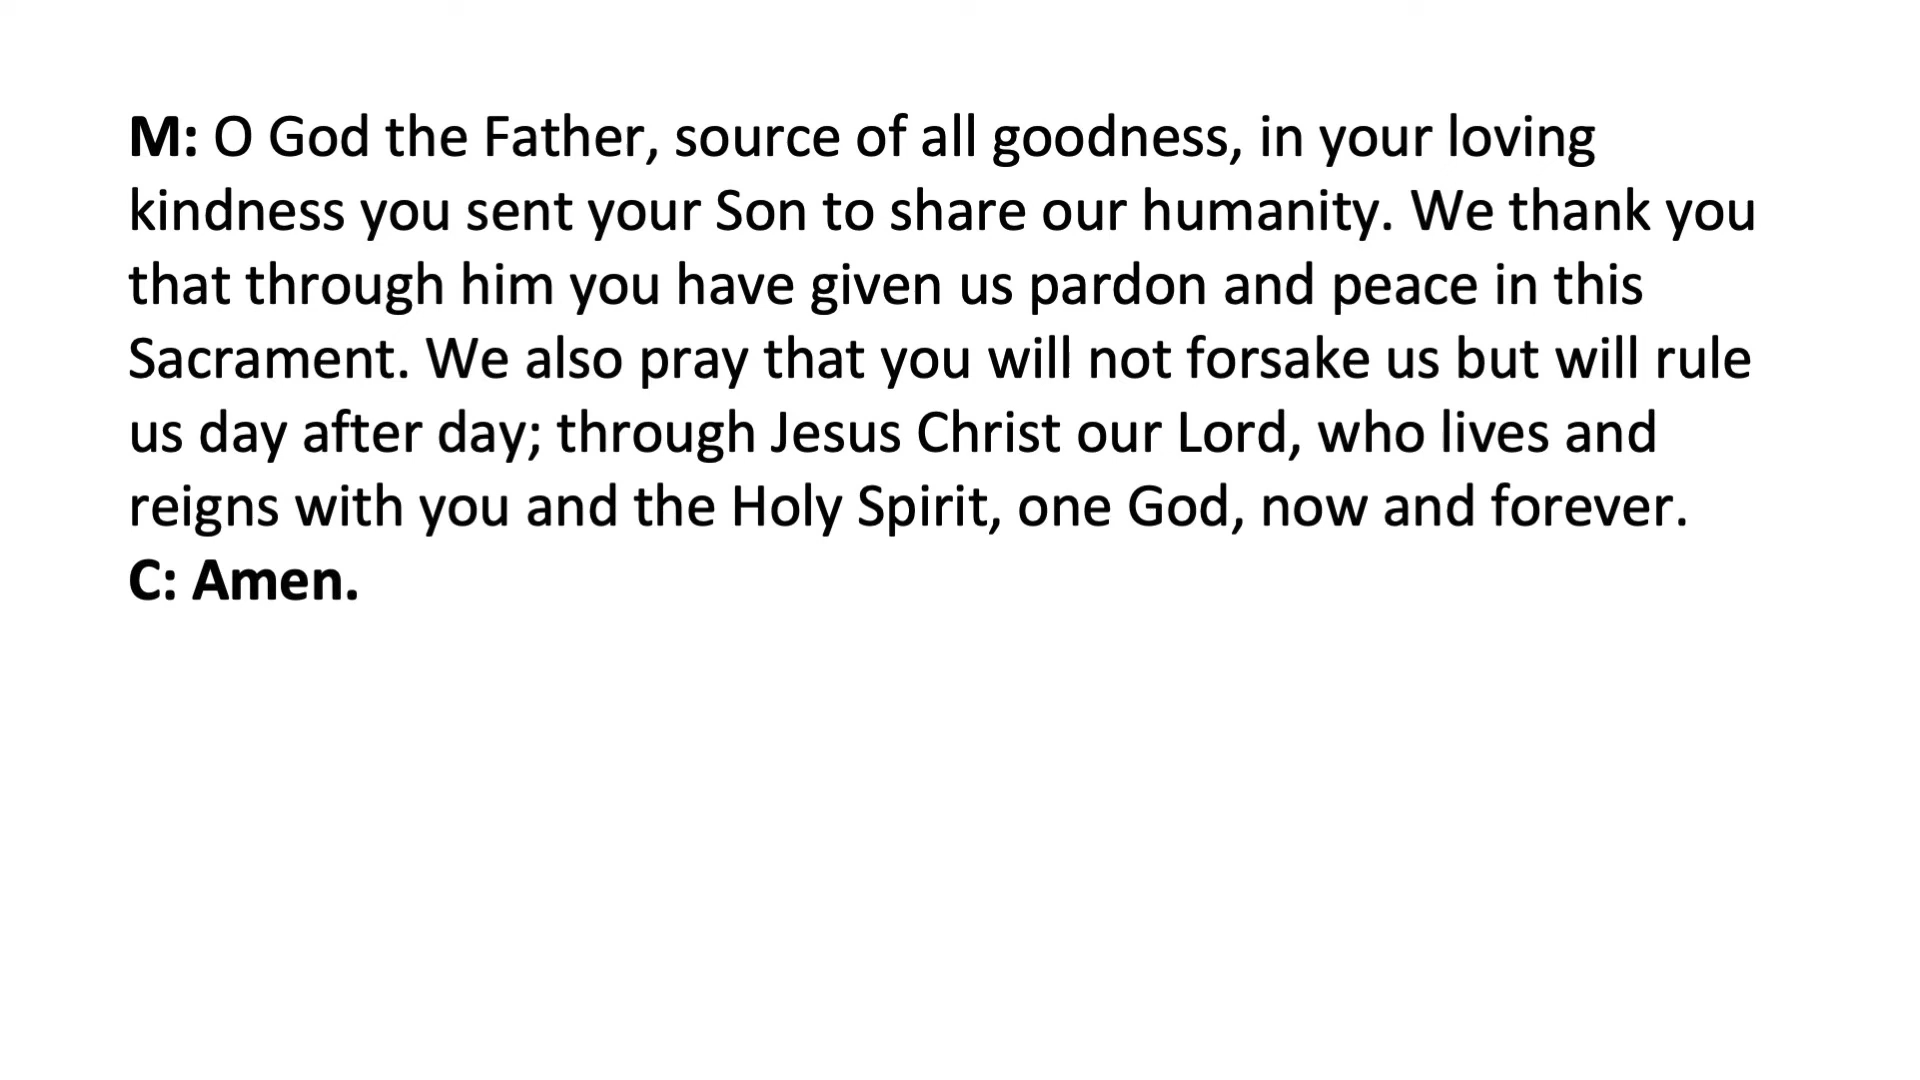 M: O God the Father, source of all goodness, in your loving
kindness you sent your Son to share our humanity. We thank you
that through him you have given us pardon and peace in this
Sacrament. We also pray that you will not forsake us but will rule
us day after day; through Jesus Christ our Lord, who lives and
reigns with you and the Holy Spirit, one God, now and forever.
C: Amen.